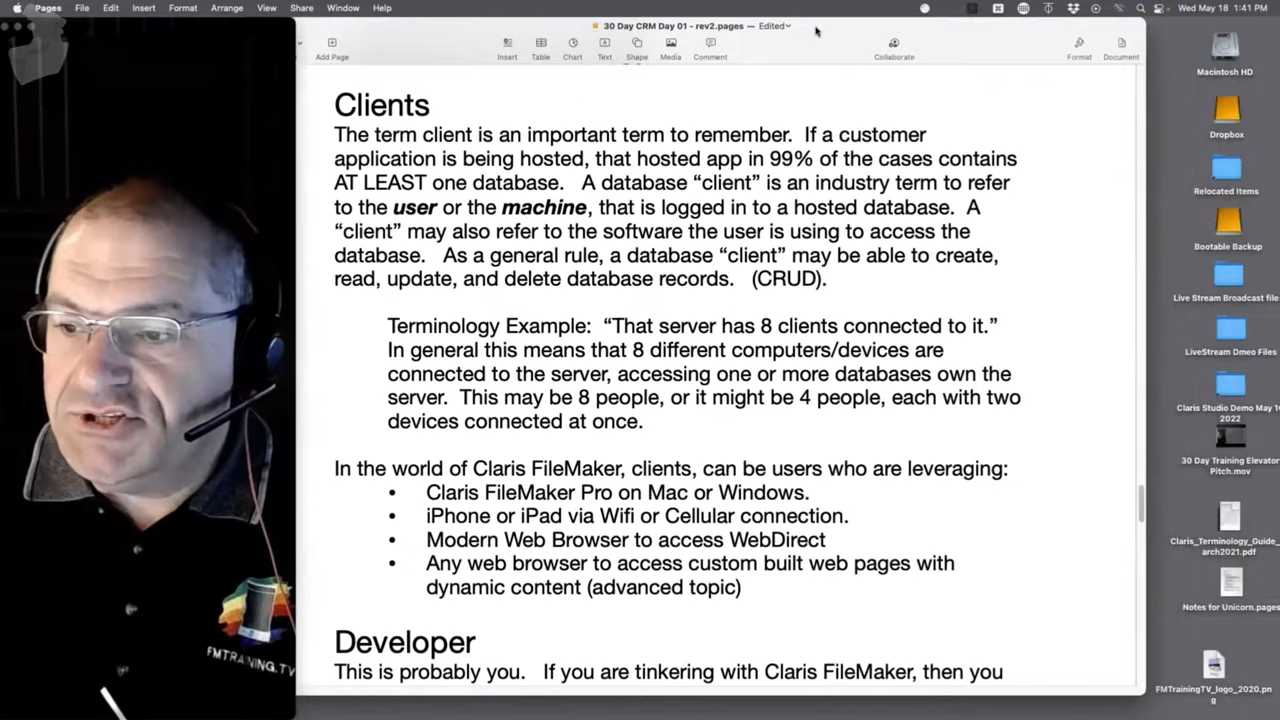 Pages File Edit Insert Format Arrange View Share Window Help
Wed May 18 1:41 PM
30 Day CRM Day 01 - rev2.pages — Edited
Add Page
Insert Table Chart Text Shape Media Comment
Collaborate
Format Document
Clients
The term client is an important term to remember. If a customer
application is being hosted, that hosted app in 99% of the cases contains
AT LEAST one database. A database “client” is an industry term to refer
to the user or the machine, that is logged in to a hosted database. A
“client” may also refer to the software the user is using to access the
database. As a general rule, a database “client” may be able to create,
read, update, and delete database records. (CRUD).
Terminology Example: “That server has 8 clients connected to it.”
In general this means that 8 different computers/devices are
connected to the server, accessing one or more databases own the
server. This may be 8 people, or it might be 4 people, each with two
devices connected at once.
In the world of Claris FileMaker, clients, can be users who are leveraging:
• Claris FileMaker Pro on Mac or Windows.
• iPhone or iPad via Wifi or Cellular connection.
• Modern Web Browser to access WebDirect
• Any web browser to access custom built web pages with
dynamic content (advanced topic)
Developer
This is probably you. If you are tinkering with Claris FileMaker, then you
Macintosh HD
Dropbox
Relocated Items
Bootable Backup
Live Stream Broadcast file
LiveStream Dmeo Files
Claris Studio Demo May 1
2022
30 Day Training Elevator
Pitch.mov
Claris_Terminology_Guide_
arch2021.pdf
Notes for Unicorn.pages
FMTrainingTV_logo_2020.pn
g
FMTRAINING.TV